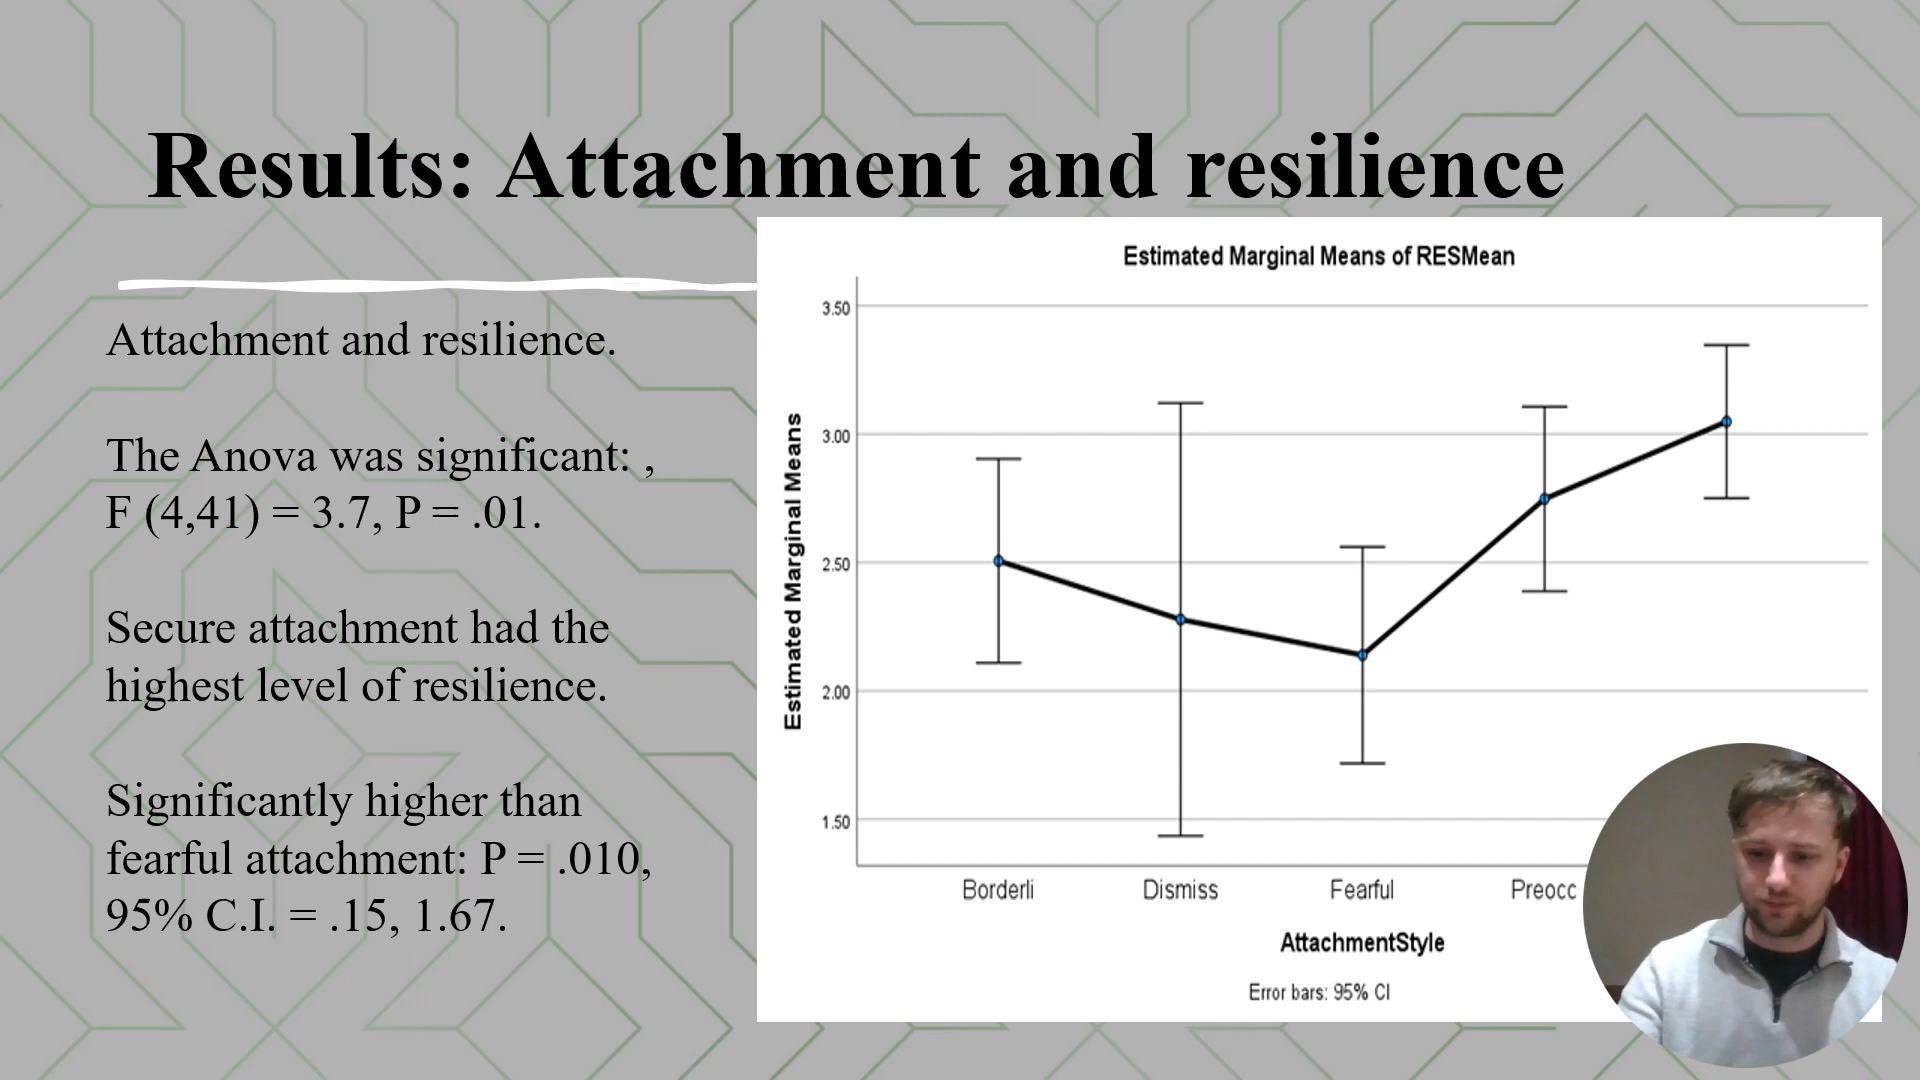 Results: Attachment and resilience
Attachment and resilience.
The Anova was significant: ,
F (4,41) = 3.7, P = .01.
Secure attachment had the
highest level of resilience.
Significantly higher than
fearful attachment: P = .010,
95% C.I. = .15, 1.67.
Estimated Marginal Means of RESMean
Estimated Marginal Means
3.50
3.00
2.50
2.00
1.50
Borderli Dismiss Fearful Preocc
AttachmentStyle
Error bars: 95% CI